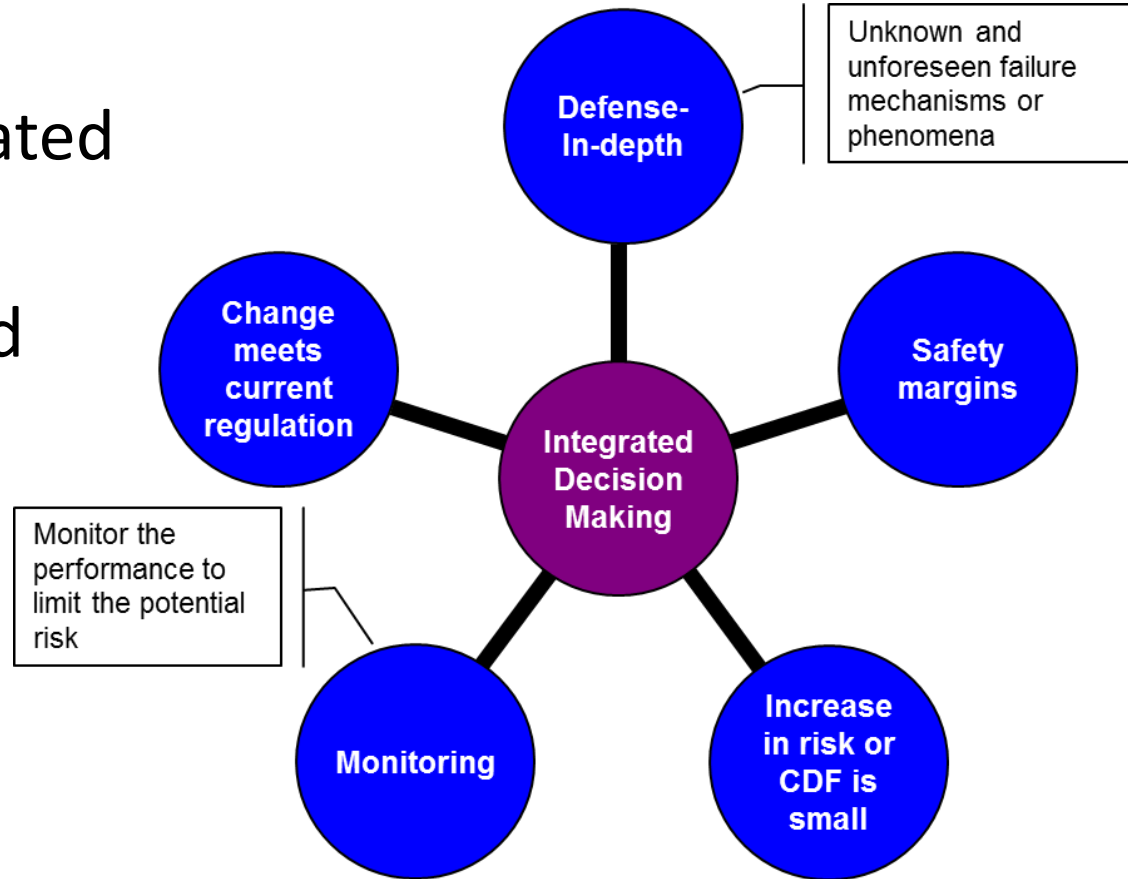 Unknown and
unforeseen failure
mechanisms or
phenomena
Defense-
In-depth
Change
meets
current
regulation
Safety
margins
Integrated
Decision
Making
Monitor the
performance to
limit the potential
risk
Monitoring
Increase
in risk or
CDF is
small